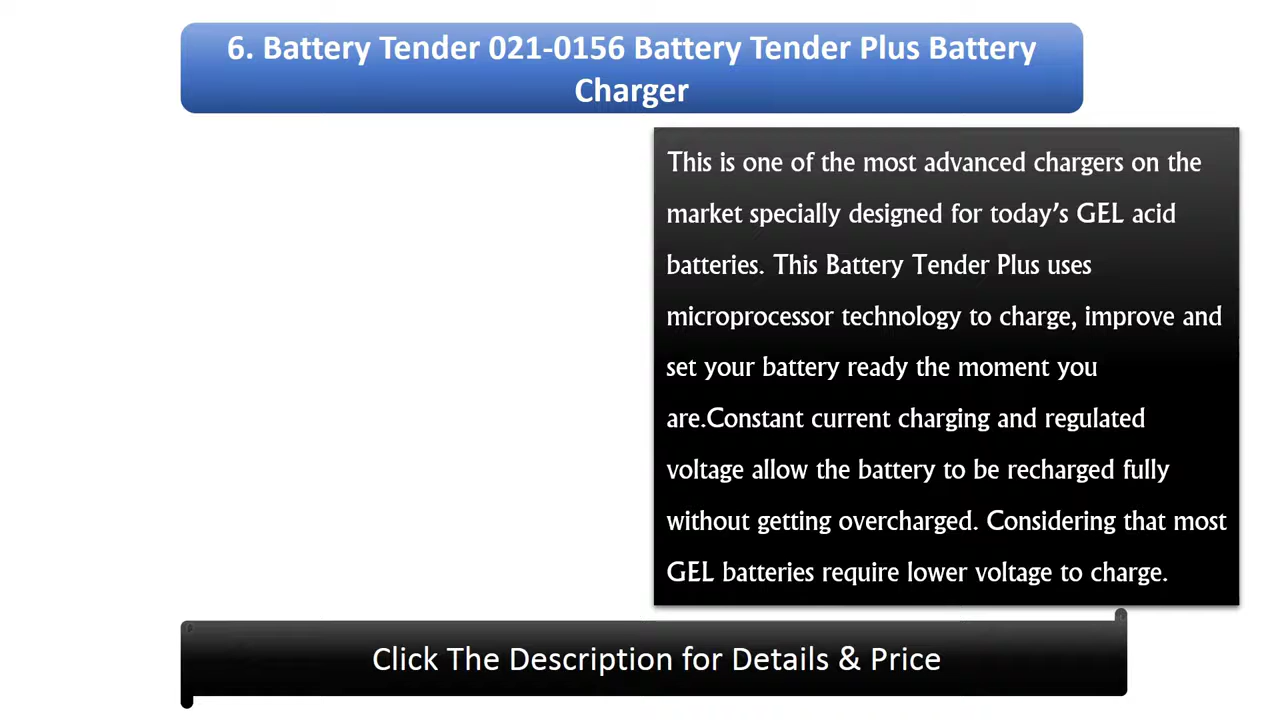 6. Battery Tender 021-0156 Battery Tender Plus Battery
Charger
This is one of the most advanced chargers on the
market specially designed for today’s GEL acid
batteries. This Battery Tender Plus uses
microprocessor technology to charge, improve and
set your battery ready the moment you
are.Constant current charging and regulated
voltage allow the battery to be recharged fully
without getting overcharged. Considering that most
GEL batteries require lower voltage to charge.
Click The Description for Details & Price